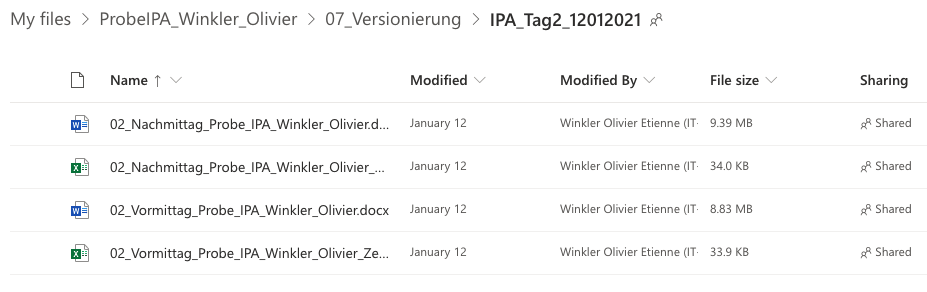 My files > ProbeIPA_Winkler_Olivier > 07_Versionierung > IPA_Tag2_12012021
Name ↑ Modified Modified By File size Sharing
02_Nachmittag_Probe_IPA_Winkler_Olivier.d... January 12 Winkler Olivier Etienne (IT- 9.39 MB Shared
02_Nachmittag_Probe_IPA_Winkler_Olivier_... January 12 Winkler Olivier Etienne (IT- 34.0 KB Shared
02_Vormittag_Probe_IPA_Winkler_Olivier.docx January 12 Winkler Olivier Etienne (IT- 8.83 MB Shared
02_Vormittag_Probe_IPA_Winkler_Olivier_Ze... January 12 Winkler Olivier Etienne (IT- 33.9 KB Shared